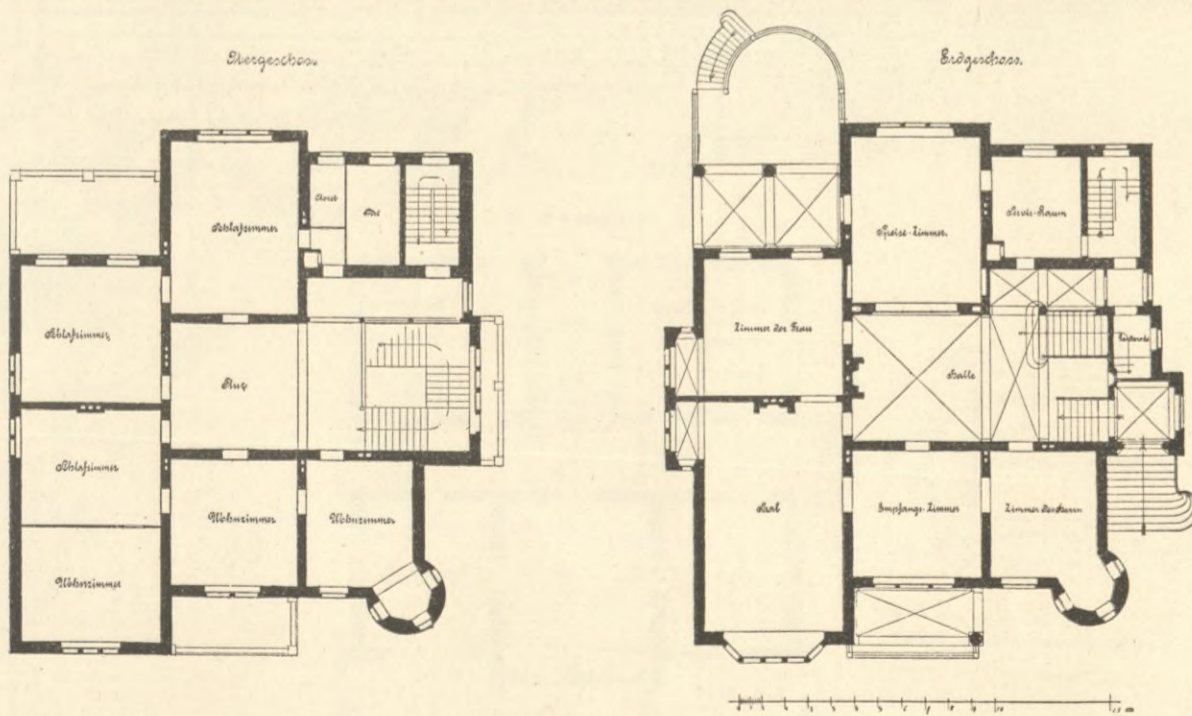 Obergeschoss.
Schlafzimmer
Closet
Bad
Schlafzimmer
Flur
Schlafzimmer
Wohnzimmer
Wohnzimmer
Wohnzimmer
Erdgeschoss.
Speise-Zimmer.
Servir-Raum
Zimmer der Frau
Halle
Garderobe
Saal
Empfangs-Zimmer
Zimmer des Herrn